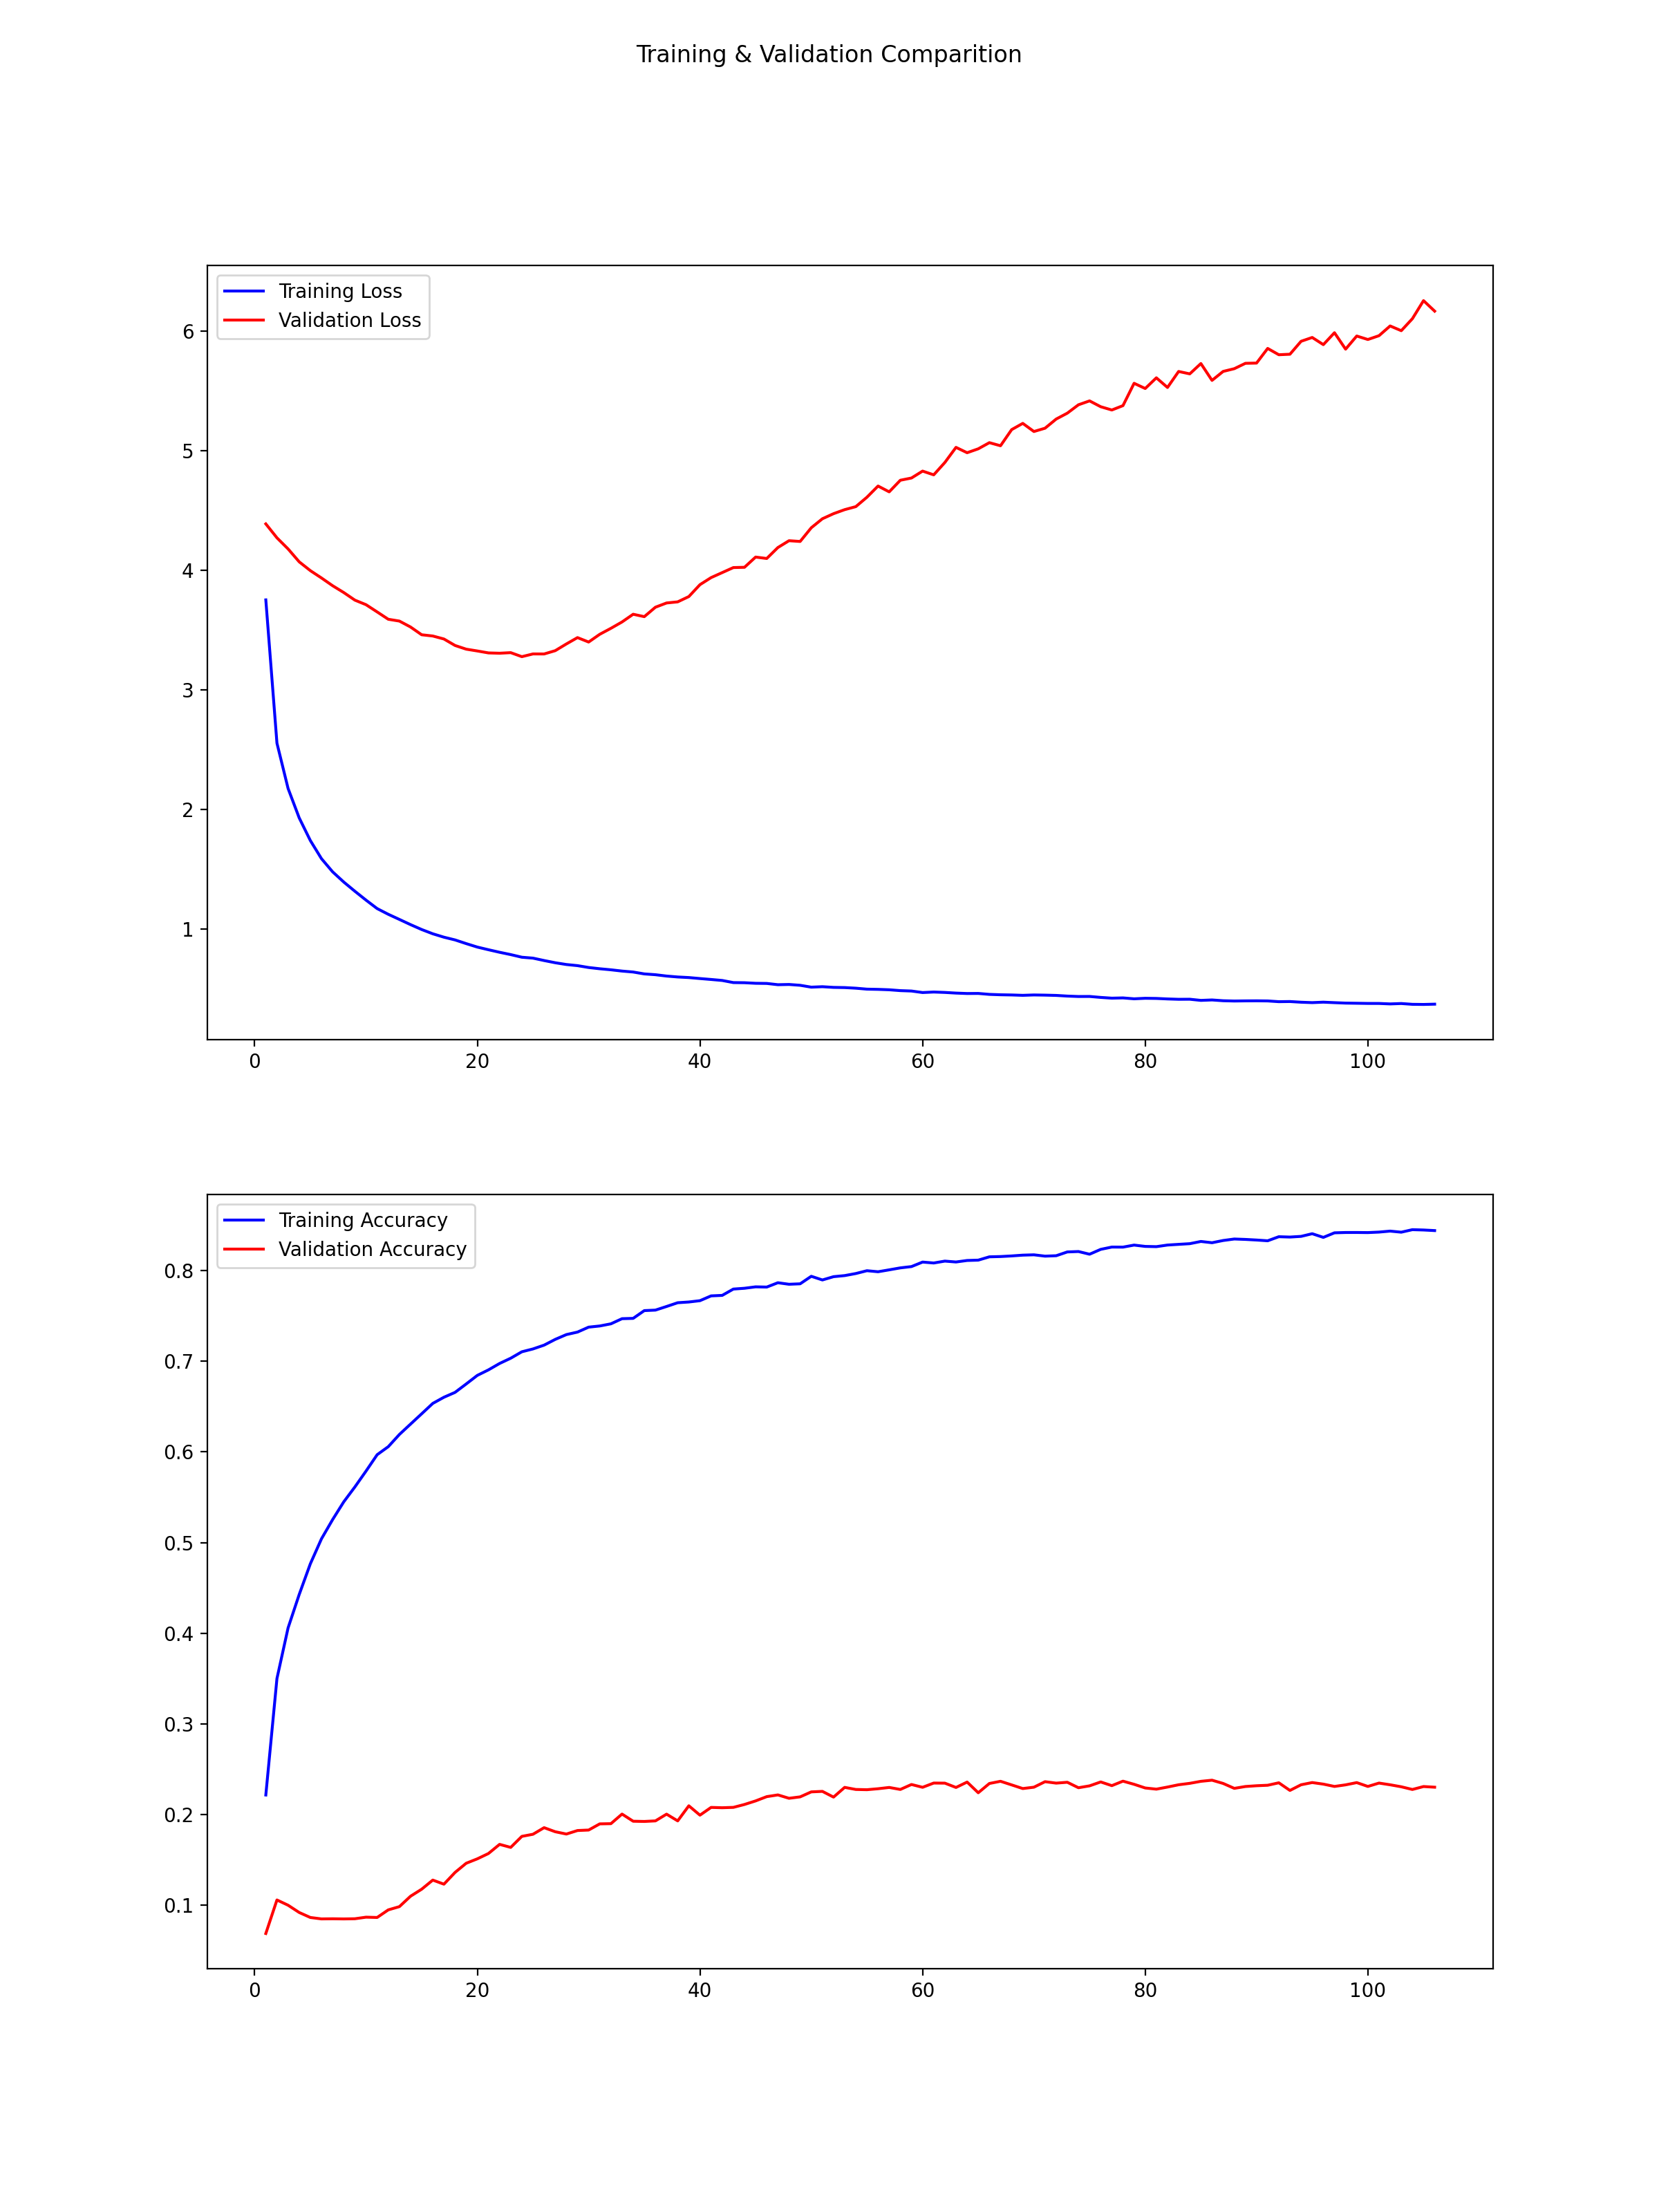 Training & Validation Comparition
Training Loss
Validation Loss
6
5
4
3
2
1
0 20 40 60 80 100
Training Accuracy
Validation Accuracy
0.8
0.7
0.6
0.5
0.4
0.3
0.2
0.1
0 20 40 60 80 100